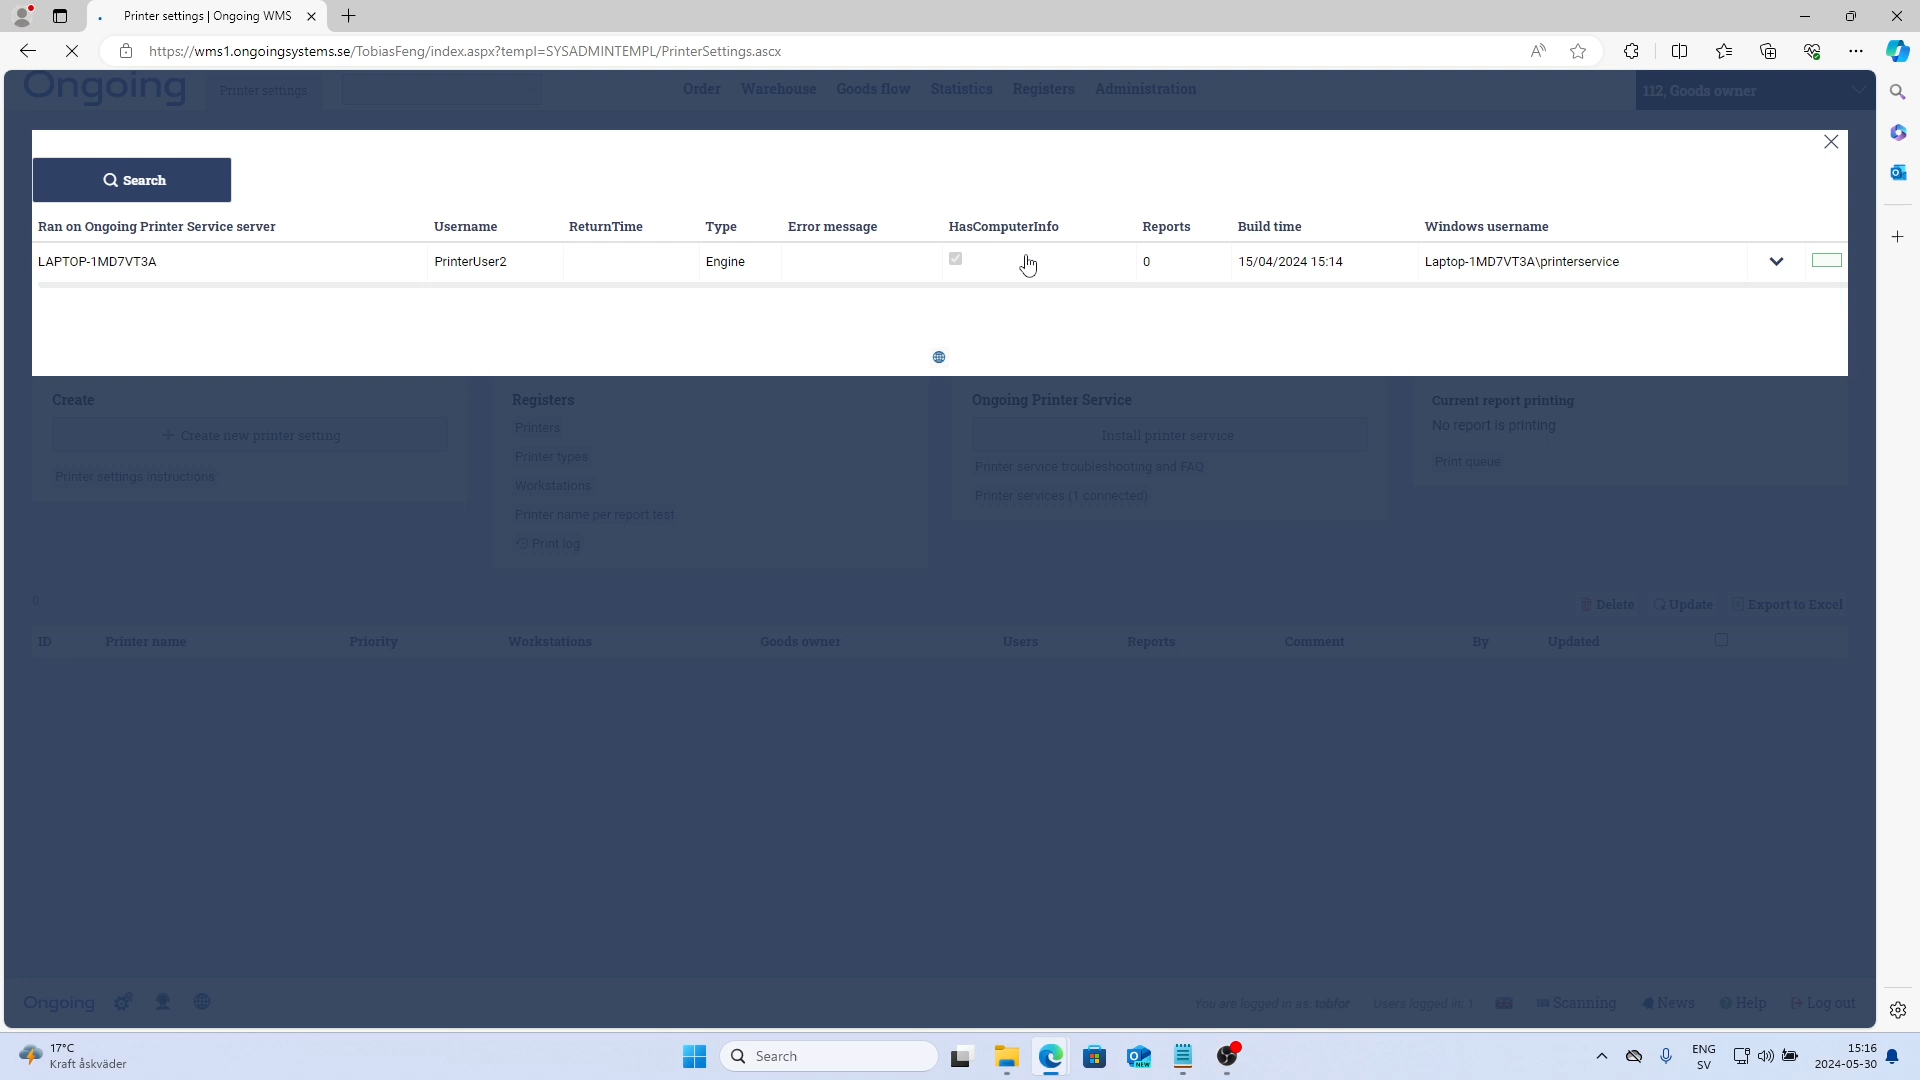 Printer settings | Ongoing WMS
https://wms1.ongoingsystems.se/TobiasFeng/index.aspx?templ=SYSADMINTEMPL/PrinterSettings.ascx
Ongoing
Printer settings
Order Warehouse Goods flow Statistics Registers Administration
112, Goods owner
Search
Ran on Ongoing Printer Service server Username ReturnTime Type Error message HasComputerInfo Reports Build time Windows username
LAPTOP-1MD7VT3A PrinterUser2 Engine 0 15/04/2024 15:14 Laptop-1MD7VT3A\printerservice
Create
+ Create new printer setting
Printer settings instructions
Registers
Printers
Printer types
Workstations
Printer name per report test
Print log
Ongoing Printer Service
Install printer service
Printer service troubleshooting and FAQ
Printer services (1 connected)
Current report printing
No report is printing
Print queue
0
Delete Update Export to Excel
ID Printer name Priority Workstations Goods owner Users Reports Comment By Updated
Ongoing
You are logged in as: tobfor Users logged in: 1 Scanning News Help Log out
17°C
Kraft åskväder
Search
NEW
ENG
SV
15:16
2024-05-30